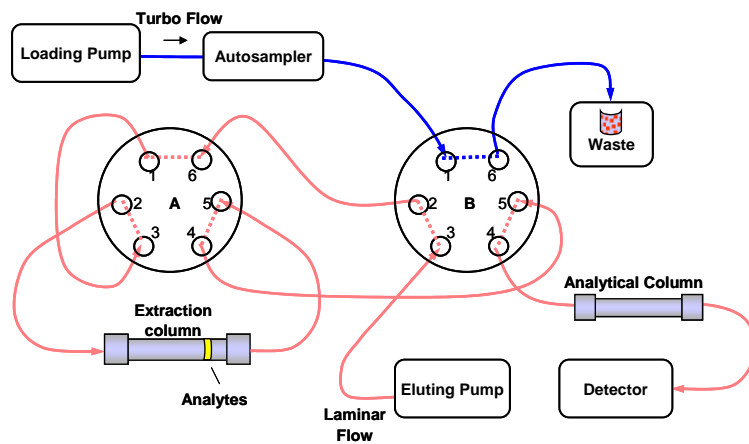 Turbo Flow
Loading Pump
Autosampler
Waste
1
6
2
A
5
3
4
1
6
2
B
5
3
4
Extraction
column
Analytes
Analytical Column
Laminar
Flow
Eluting Pump
Detector